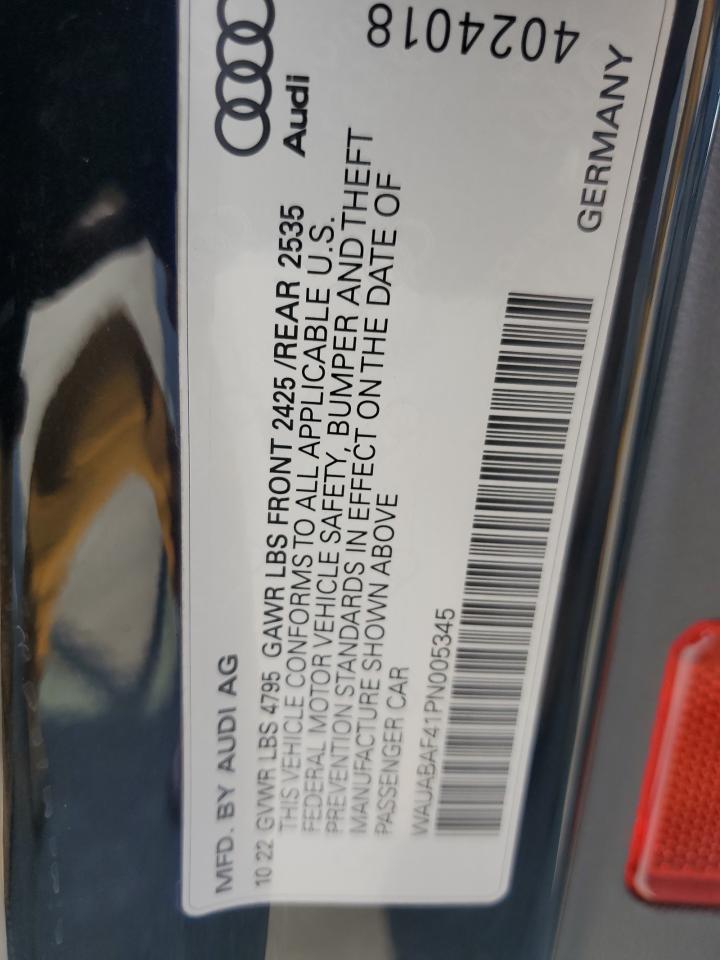 MFD. BY AUDI AG
Audi
10 22 GVWR LBS 4795 GAWR LBS FRONT 2425 /REAR 2535
THIS VEHICLE CONFORMS TO ALL APPLICABLE U.S.
FEDERAL MOTOR VEHICLE SAFETY, BUMPER AND THEFT
PREVENTION STANDARDS IN EFFECT ON THE DATE OF
MANUFACTURE SHOWN ABOVE
PASSENGER CAR
WAUABAF41PN005345
GERMANY
4024018